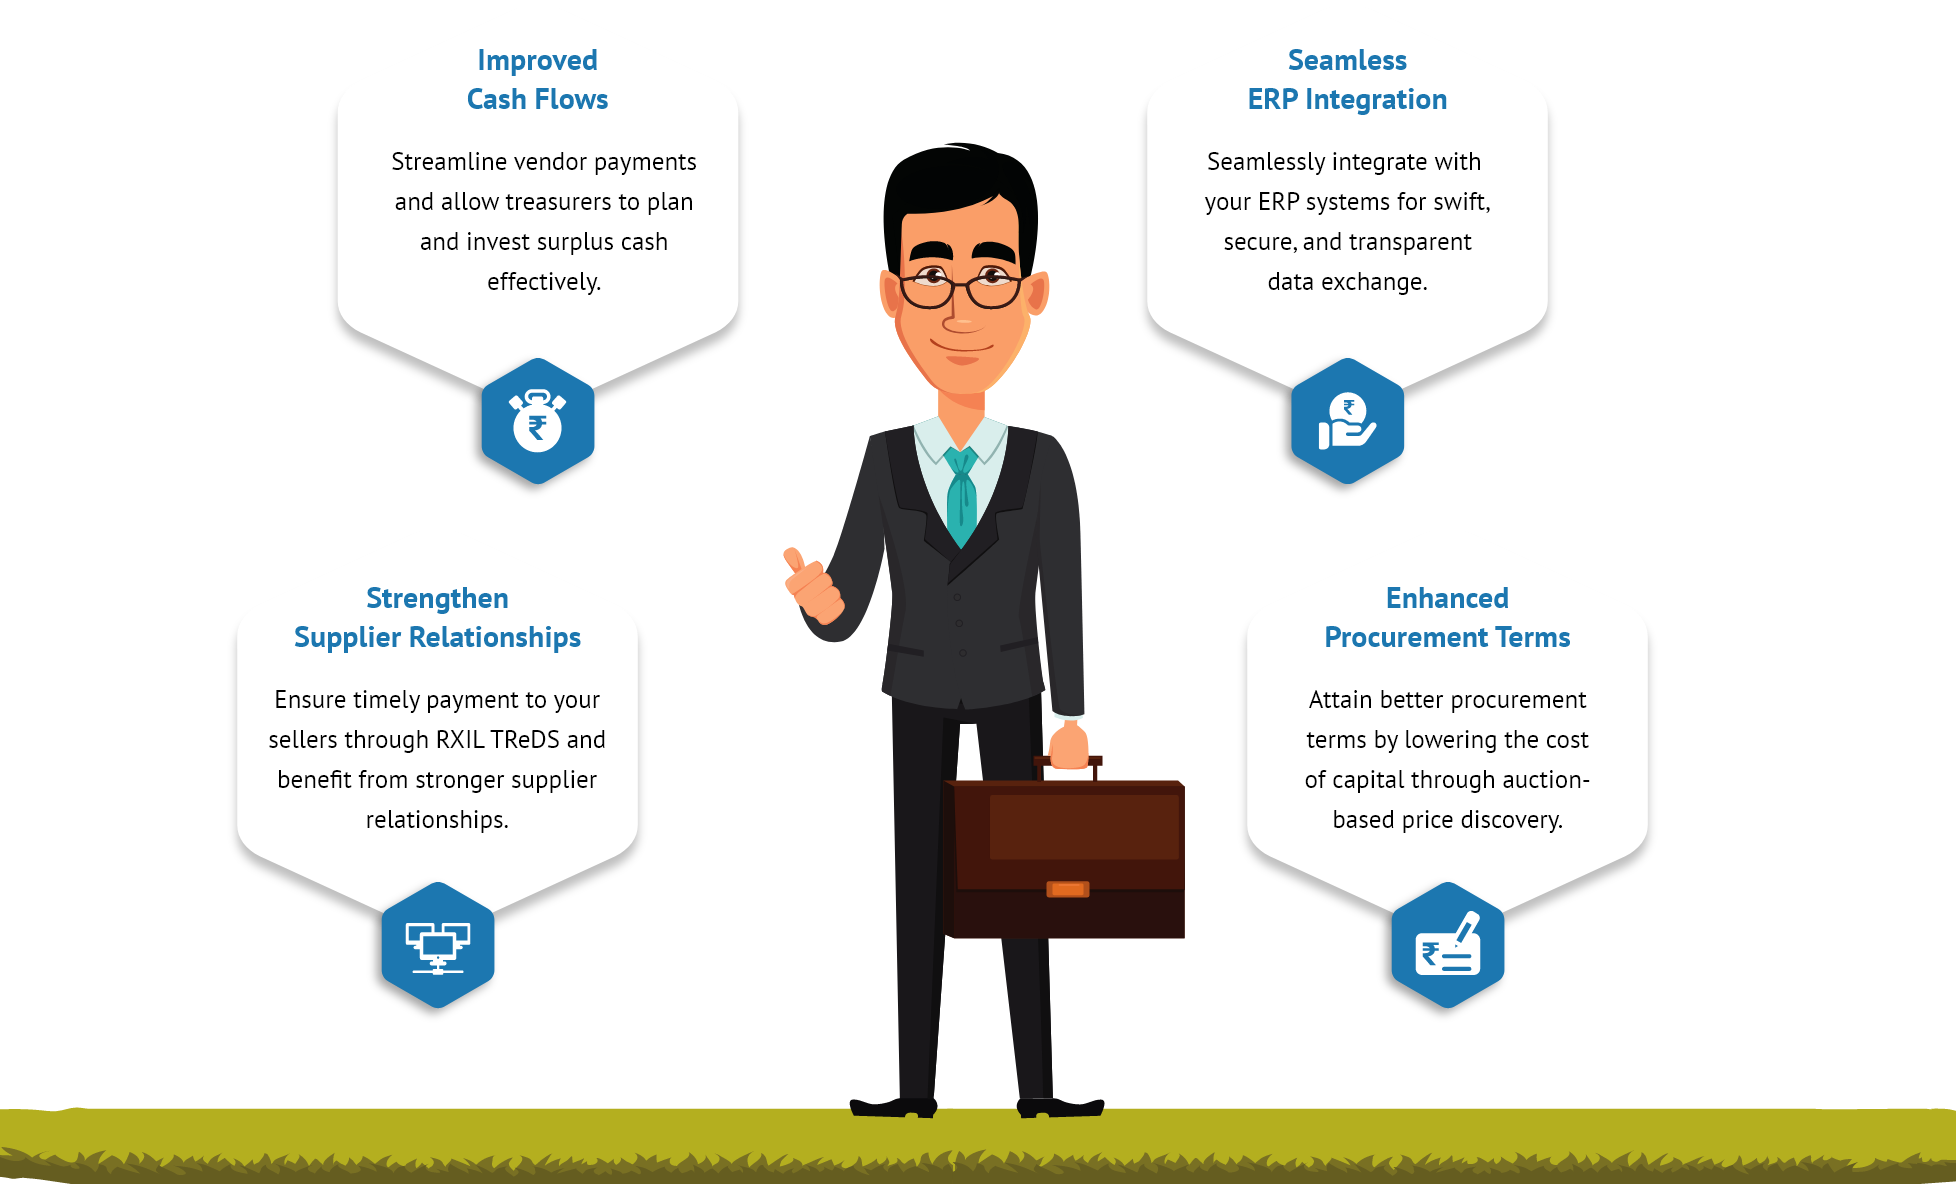 Improved
Cash Flows
Streamline vendor payments
and allow treasurers to plan
and invest surplus cash
effectively.
₹
Seamless
ERP Integration
Seamlessly integrate with
your ERP systems for swift,
secure, and transparent
data exchange.
₹
Strengthen
Supplier Relationships
Ensure timely payment to your
sellers through RXIL TReDS and
benefit from stronger supplier
relationships.
Enhanced
Procurement Terms
Attain better procurement
terms by lowering the cost
of capital through auction-
based price discovery.
₹